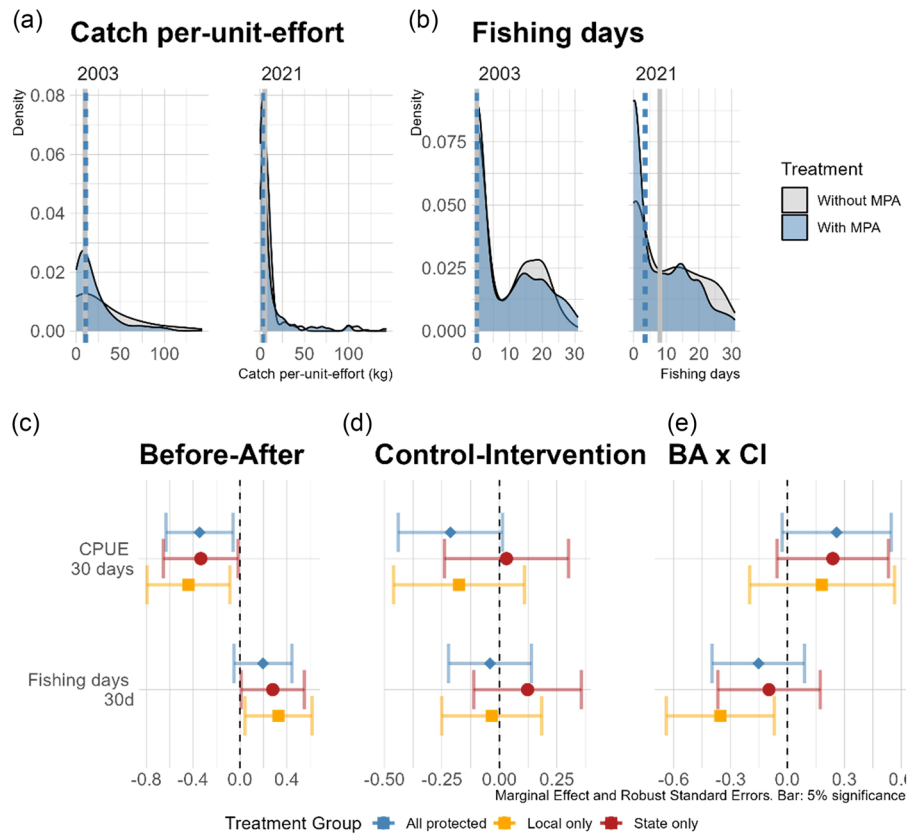 (a) Catch per-unit-effort
(b) Fishing days
2003
2021
Density
0.08
0.06
0.04
0.02
0.00
0 50 100
0 50 100
Catch per-unit-effort (kg)
2003
2021
Density
0.075
0.050
0.025
0.000
0 10 20 30
0 10 20 30
Fishing days
Treatment
Without MPA
With MPA
(c) Before-After
(d) Control-Intervention
(e) BA x CI
CPUE
30 days
Fishing days
30d
-0.8 -0.4 0.0 0.4
-0.50 -0.25 0.00 0.25
-0.6 -0.3 0.0 0.3 0.6
Marginal Effect and Robust Standard Errors. Bar: 5% significance
Treatment Group All protected Local only State only